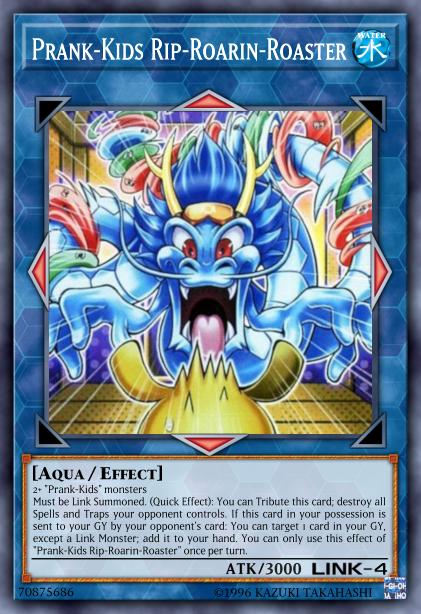 Prank-Kids Rip-Roarin-Roaster
WATER
水
[Aqua / Effect]
2+ "Prank-Kids" monsters
Must be Link Summoned. (Quick Effect): You can Tribute this card; destroy all
Spells and Traps your opponent controls. If this card in your possession is
sent to your GY by your opponent's card: You can target 1 card in your GY,
except a Link Monster; add it to your hand. You can only use this effect of
"Prank-Kids Rip-Roarin-Roaster" once per turn.
ATK/3000 LINK-4
70875686
©1996 KAZUKI TAKAHASHI